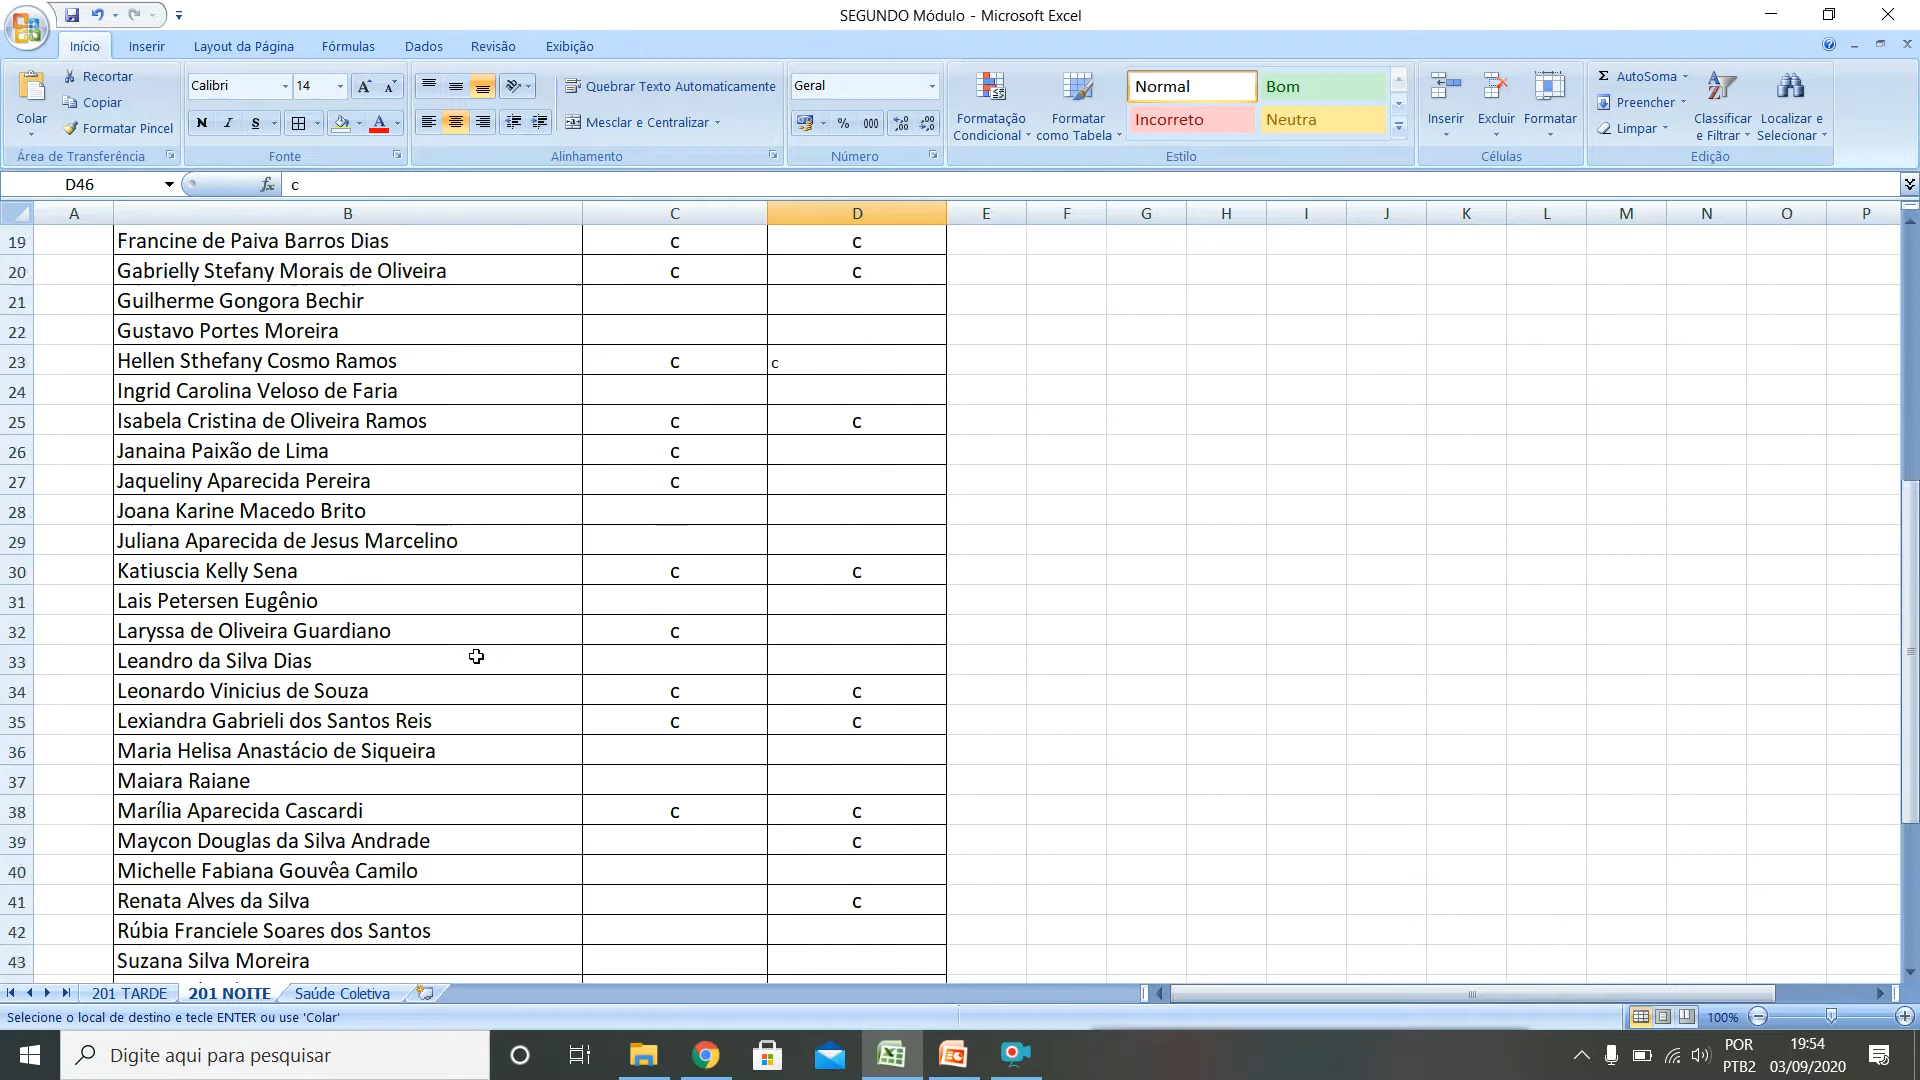 SEGUNDO Módulo - Microsoft Excel
Início Inserir Layout da Página Fórmulas Dados Revisão Exibição
Colar
Recortar
Copiar
Formatar Pincel
Área de Transferência
Calibri 14
N I S
Fonte
Quebrar Texto Automaticamente
Mesclar e Centralizar
Alinhamento
Geral
% 000
Número
Formatação Condicional
Formatar como Tabela
Normal Bom
Incorreto Neutra
Estilo
Inserir Excluir Formatar
Células
Σ AutoSoma
Preencher
Limpar
Classificar e Filtrar
Localizar e Selecionar
Edição
D46 fx c
A B C D E F G H I J K L M N O P
19 Francine de Paiva Barros Dias c c
20 Gabrielly Stefany Morais de Oliveira c c
21 Guilherme Gongora Bechir
22 Gustavo Portes Moreira
23 Hellen Sthefany Cosmo Ramos c c
24 Ingrid Carolina Veloso de Faria
25 Isabela Cristina de Oliveira Ramos c c
26 Janaina Paixão de Lima c
27 Jaqueliny Aparecida Pereira c
28 Joana Karine Macedo Brito
29 Juliana Aparecida de Jesus Marcelino
30 Katiuscia Kelly Sena c c
31 Lais Petersen Eugênio
32 Laryssa de Oliveira Guardiano c
33 Leandro da Silva Dias
34 Leonardo Vinicius de Souza c c
35 Lexiandra Gabrieli dos Santos Reis c c
36 Maria Helisa Anastácio de Siqueira
37 Maiara Raiane
38 Marília Aparecida Cascardi c c
39 Maycon Douglas da Silva Andrade c
40 Michelle Fabiana Gouvêa Camilo
41 Renata Alves da Silva c
42 Rúbia Franciele Soares dos Santos
43 Suzana Silva Moreira
201 TARDE 201 NOITE Saúde Coletiva
Selecione o local de destino e tecle ENTER ou use 'Colar' 100%
Digite aqui para pesquisar
POR
PTB2
19:54
03/09/2020